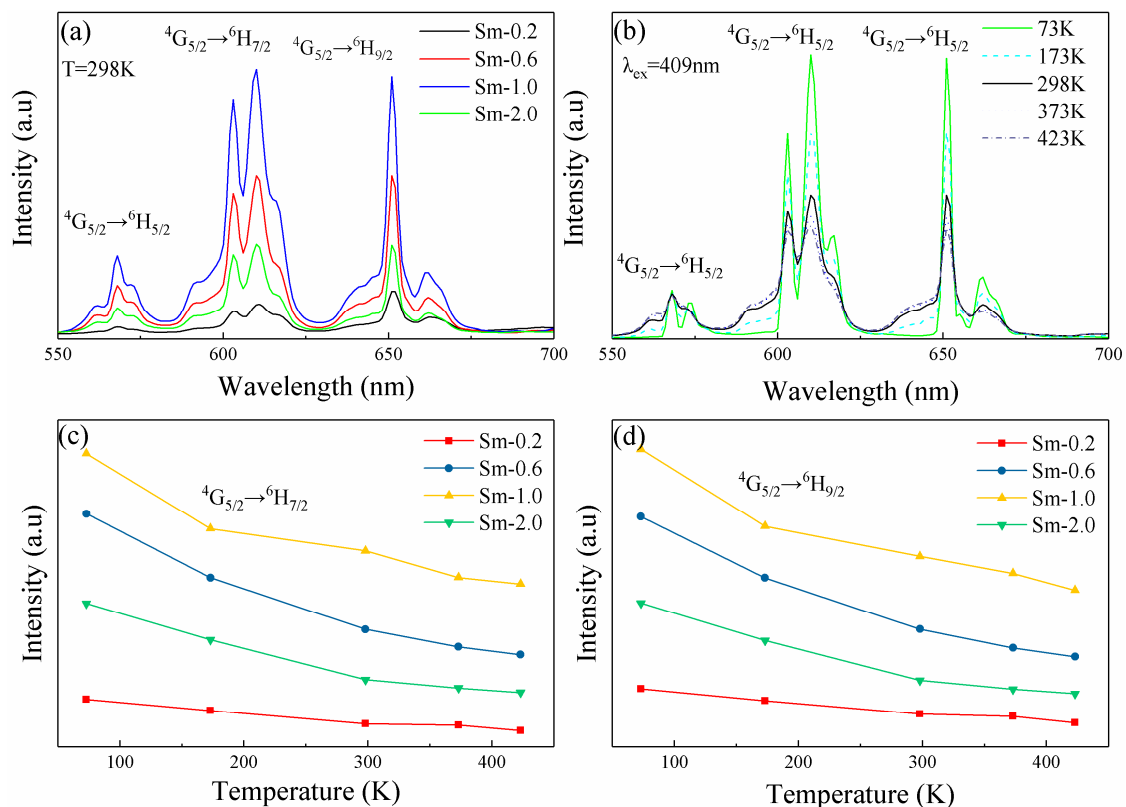 (a)
T=298K
⁴G₅/₂→⁶H₇/₂
⁴G₅/₂→⁶H₉/₂
⁴G₅/₂→⁶H₅/₂
Sm-0.2
Sm-0.6
Sm-1.0
Sm-2.0
Intensity (a.u)
550 600 650 700
Wavelength (nm)
(b)
λex=409nm
⁴G₅/₂→⁶H₅/₂
⁴G₅/₂→⁶H₅/₂
⁴G₅/₂→⁶H₅/₂
73K
173K
298K
373K
423K
Intensity (a.u)
550 600 650 700
Wavelength (nm)
(c)
⁴G₅/₂→⁶H₇/₂
Sm-0.2
Sm-0.6
Sm-1.0
Sm-2.0
Intensity (a.u)
100 200 300 400
Temperature (K)
(d)
⁴G₅/₂→⁶H₉/₂
Sm-0.2
Sm-0.6
Sm-1.0
Sm-2.0
Intensity (a.u)
100 200 300 400
Temperature (K)